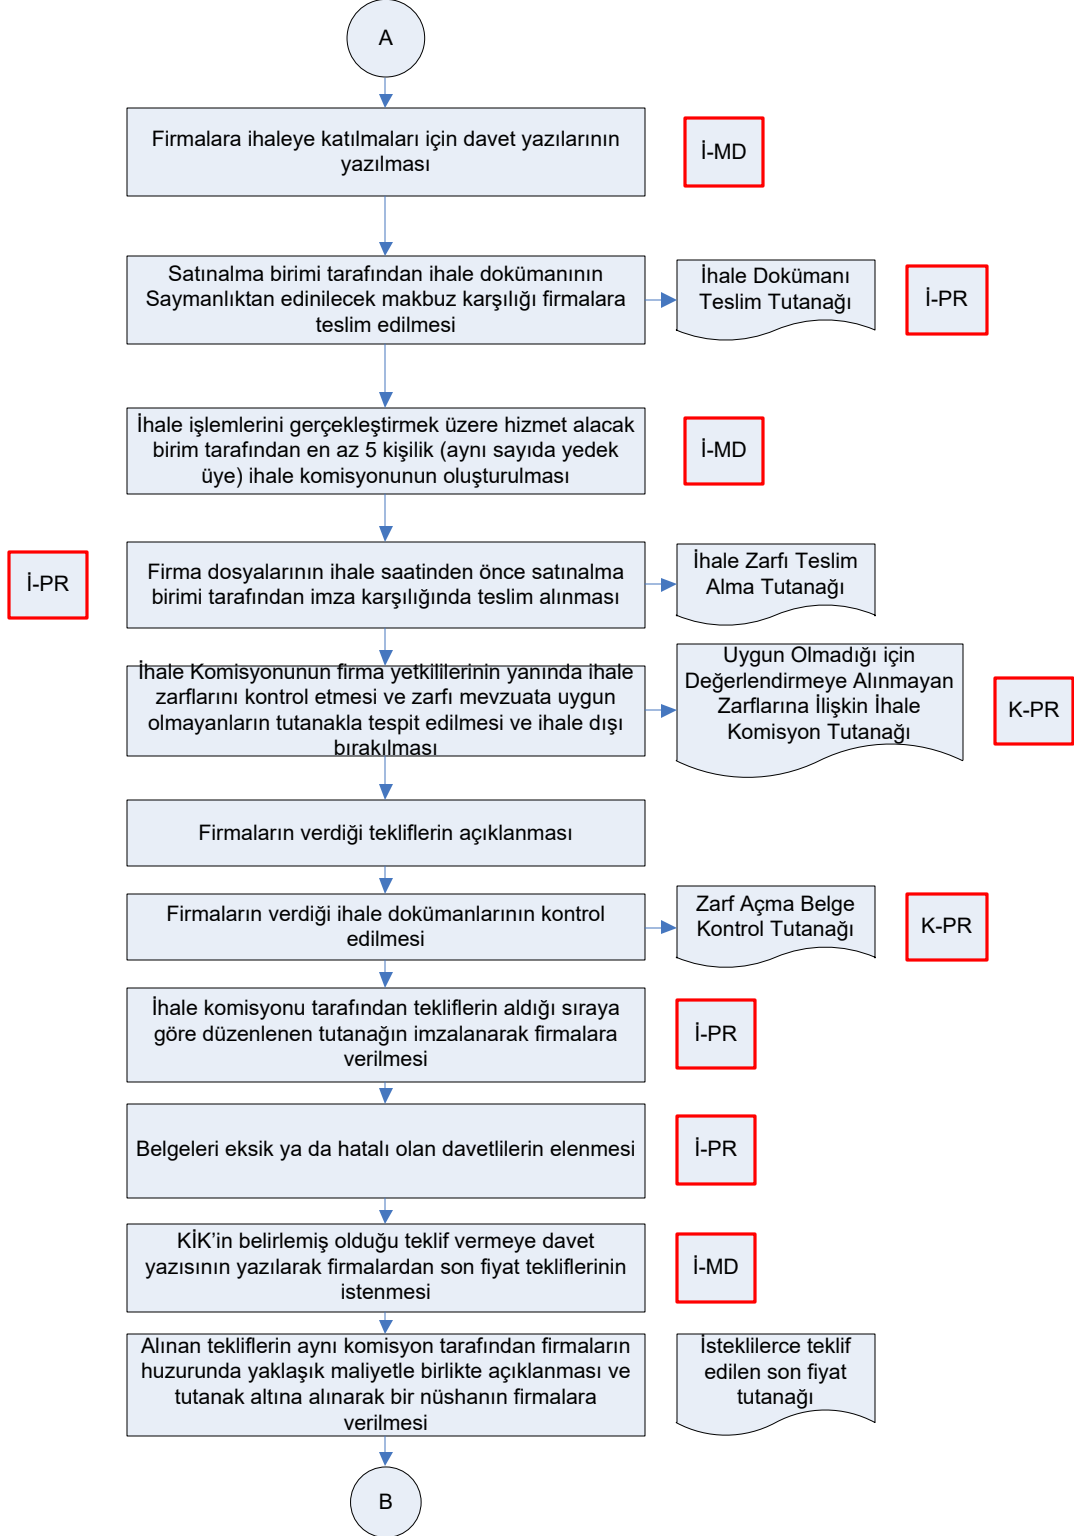 A
Firmalara ihaleye katılmaları için davet yazılarının
yazılması
İ-MD
Satınalma birimi tarafından ihale dokümanının
Saymanlıktan edinilecek makbuz karşılığı firmalara
teslim edilmesi
İhale Dokümanı
Teslim Tutanağı
İ-PR
İhale işlemlerini gerçekleştirmek üzere hizmet alacak
birim tarafından en az 5 kişilik (aynı sayıda yedek
üye) ihale komisyonunun oluşturulması
İ-MD
İ-PR
Firma dosyalarının ihale saatinden önce satınalma
birimi tarafından imza karşılığında teslim alınması
İhale Zarfı Teslim
Alma Tutanağı
İhale Komisyonunun firma yetkililerinin yanında ihale
zarflarını kontrol etmesi ve zarfı mevzuata uygun
olmayanların tutanakla tespit edilmesi ve ihale dışı
bırakılması
Uygun Olmadığı için
Değerlendirmeye Alınmayan
Zarflarına İlişkin İhale
Komisyon Tutanağı
K-PR
Firmaların verdiği tekliflerin açıklanması
Firmaların verdiği ihale dokümanlarının kontrol
edilmesi
Zarf Açma Belge
Kontrol Tutanağı
K-PR
İhale komisyonu tarafından tekliflerin aldığı sıraya
göre düzenlenen tutanağın imzalanarak firmalara
verilmesi
İ-PR
Belgeleri eksik ya da hatalı olan davetlilerin elenmesi
İ-PR
KİK’in belirlemiş olduğu teklif vermeye davet
yazısının yazılarak firmalardan son fiyat tekliflerinin
istenmesi
İ-MD
Alınan tekliflerin aynı komisyon tarafından firmaların
huzurunda yaklaşık maliyetle birlikte açıklanması ve
tutanak altına alınarak bir nüshanın firmalara
verilmesi
İsteklilerce teklif
edilen son fiyat
tutanağı
B